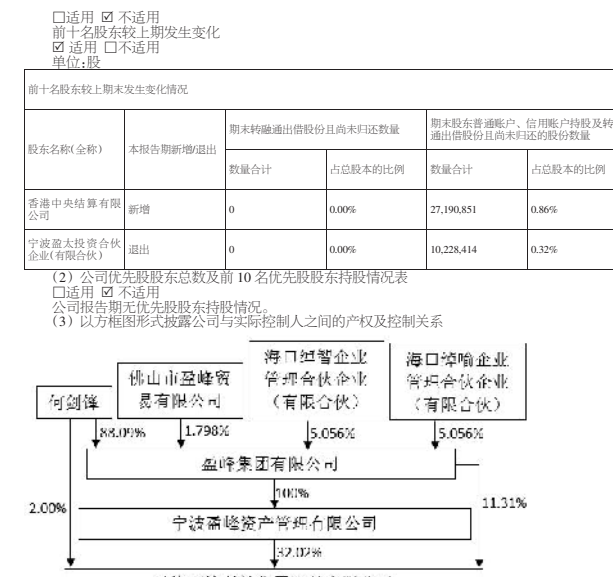 □适用 ☑ 不适用
前十名股东较上期发生变化
☑ 适用 □不适用
单位:股
前十名股东较上期末发生变化情况
股东名称(全称)
本报告期新增/退出
期末转融通出借股份且尚未归还数量
期末股东普通账户、信用账户持股及转
通出借股份且尚未归还的股份数量
数量合计
占总股本的比例
数量合计
占总股本的比例
香港中央结算有限
公司
新增
0
0.00%
27,190,851
0.86%
宁波盈太投资合伙
企业(有限合伙)
退出
0
0.00%
10,228,414
0.32%
(2)公司优先股股东总数及前 10 名优先股股东持股情况表
□适用 ☑ 不适用
公司报告期无优先股股东持股情况。
(3)以方框图形式披露公司与实际控制人之间的产权及控制关系
何剑锋
佛山市盈峰贸
易有限公司
海口绰智企业
管理合伙企业
(有限合伙)
海口绰喻企业
管理合伙企业
(有限合伙)
88.09%
1.798%
5.056%
5.056%
盈峰集团有限公司
100%
2.00%
11.31%
宁波盈峰资产管理有限公司
32.02%